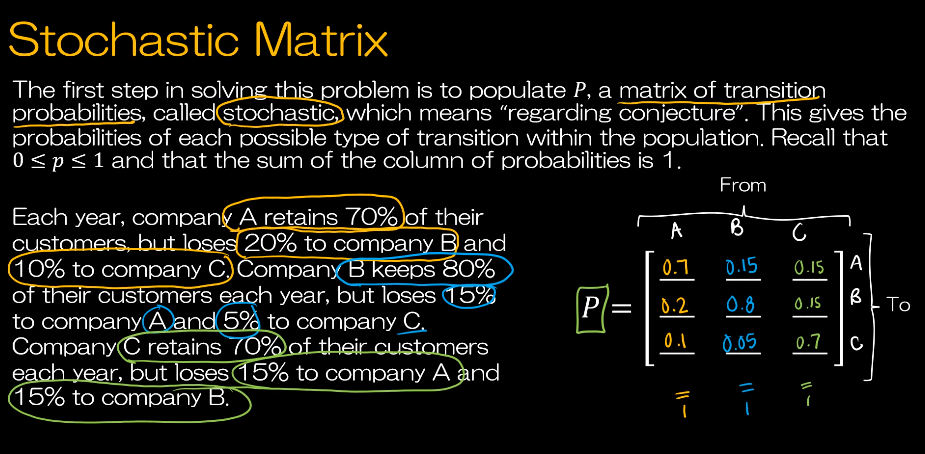 Stochastic Matrix
The first step in solving this problem is to populate P, a matrix of transition
probabilities, called stochastic, which means “regarding conjecture”. This gives the
probabilities of each possible type of transition within the population. Recall that
0 ≤ p ≤ 1 and that the sum of the column of probabilities is 1.
Each year, company A retains 70% of their
customers, but loses 20% to company B and
10% to company C. Company B keeps 80%
of their customers each year, but loses 15%
to company A and 5% to company C.
Company C retains 70% of their customers
each year, but loses 15% to company A and
15% to company B.
From
A B C
0.7 0.15 0.15 A
P = 0.2 0.8 0.15 B To
0.1 0.05 0.7 C
= = =
1 1 1